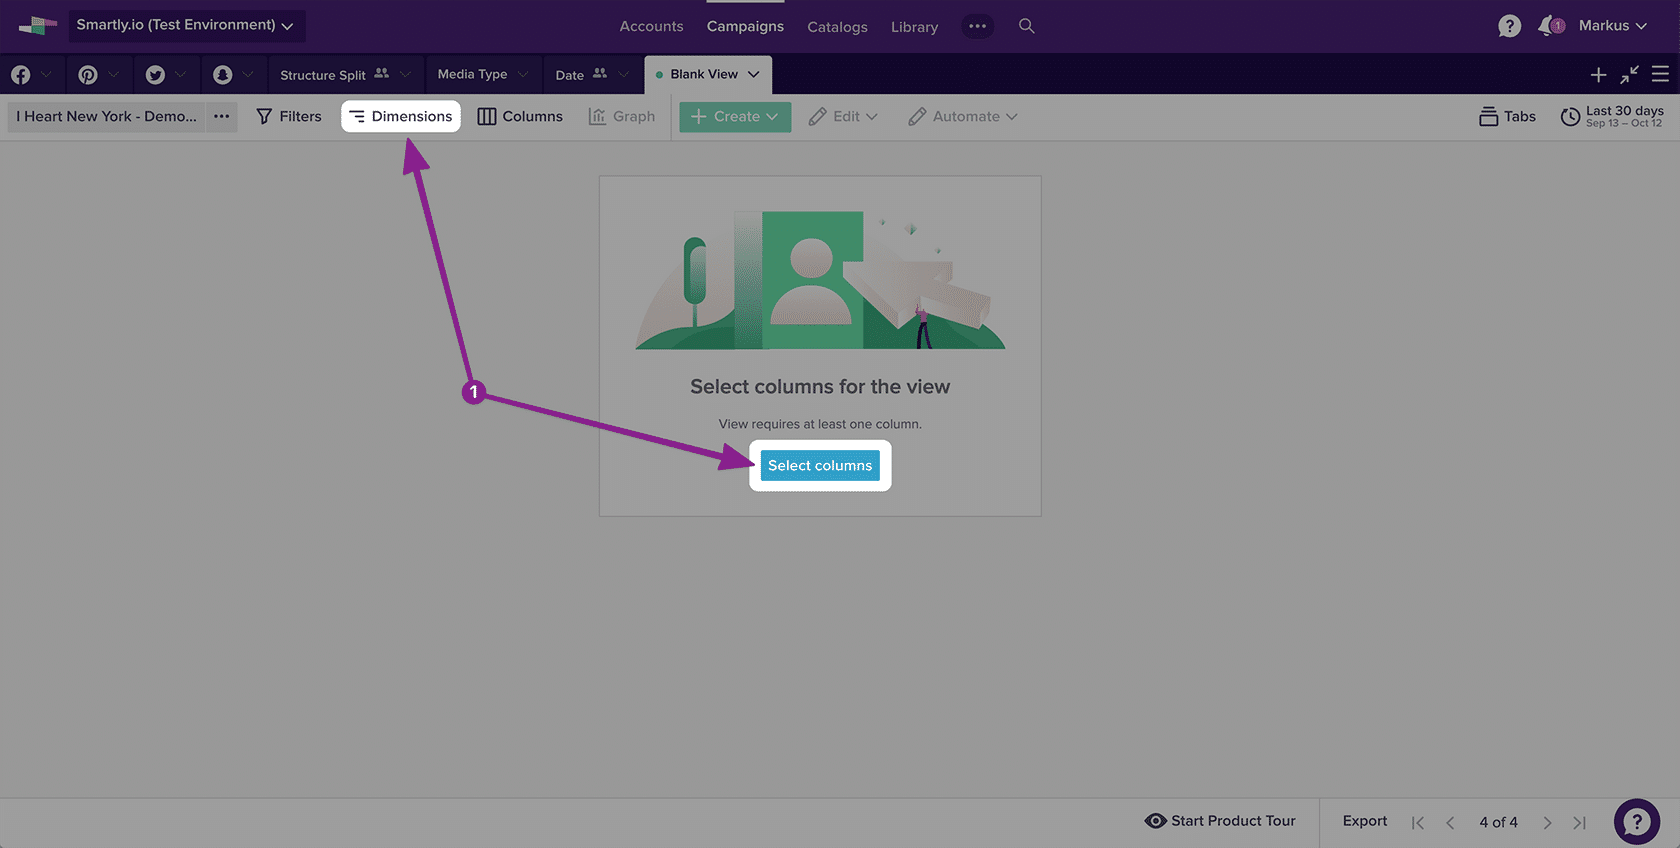 Smartly.io (Test Environment)
Accounts
Campaigns
Catalogs
Library
1
Markus
Structure Split
Media Type
Date
Blank View
I Heart New York - Demo...
Filters
Dimensions
Columns
Graph
Create
Edit
Automate
Tabs
Last 30 days
Sep 13 – Oct 12
1
Select columns for the view
View requires at least one column.
Select columns
Start Product Tour
Export
4 of 4